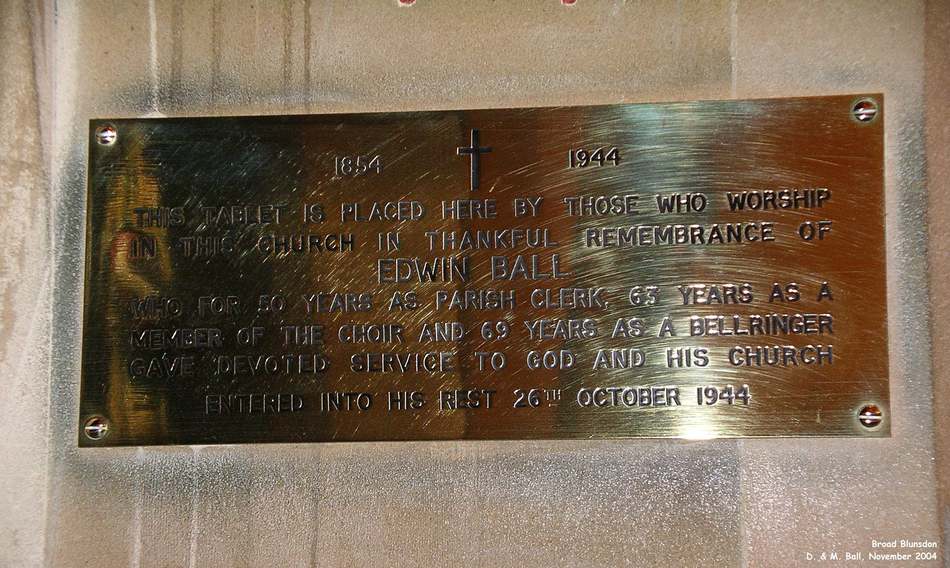 1854 1944
THIS TABLET IS PLACED HERE BY THOSE WHO WORSHIP
IN THIS CHURCH IN THANKFUL REMEMBRANCE OF
EDWIN BALL
WHO FOR 50 YEARS AS PARISH CLERK, 63 YEARS AS A
MEMBER OF THE CHOIR AND 69 YEARS AS A BELLRINGER
GAVE DEVOTED SERVICE TO GOD AND HIS CHURCH
ENTERED INTO HIS REST 26TH OCTOBER 1944
Broad Blunsdon
D. & M. Ball, November 2004